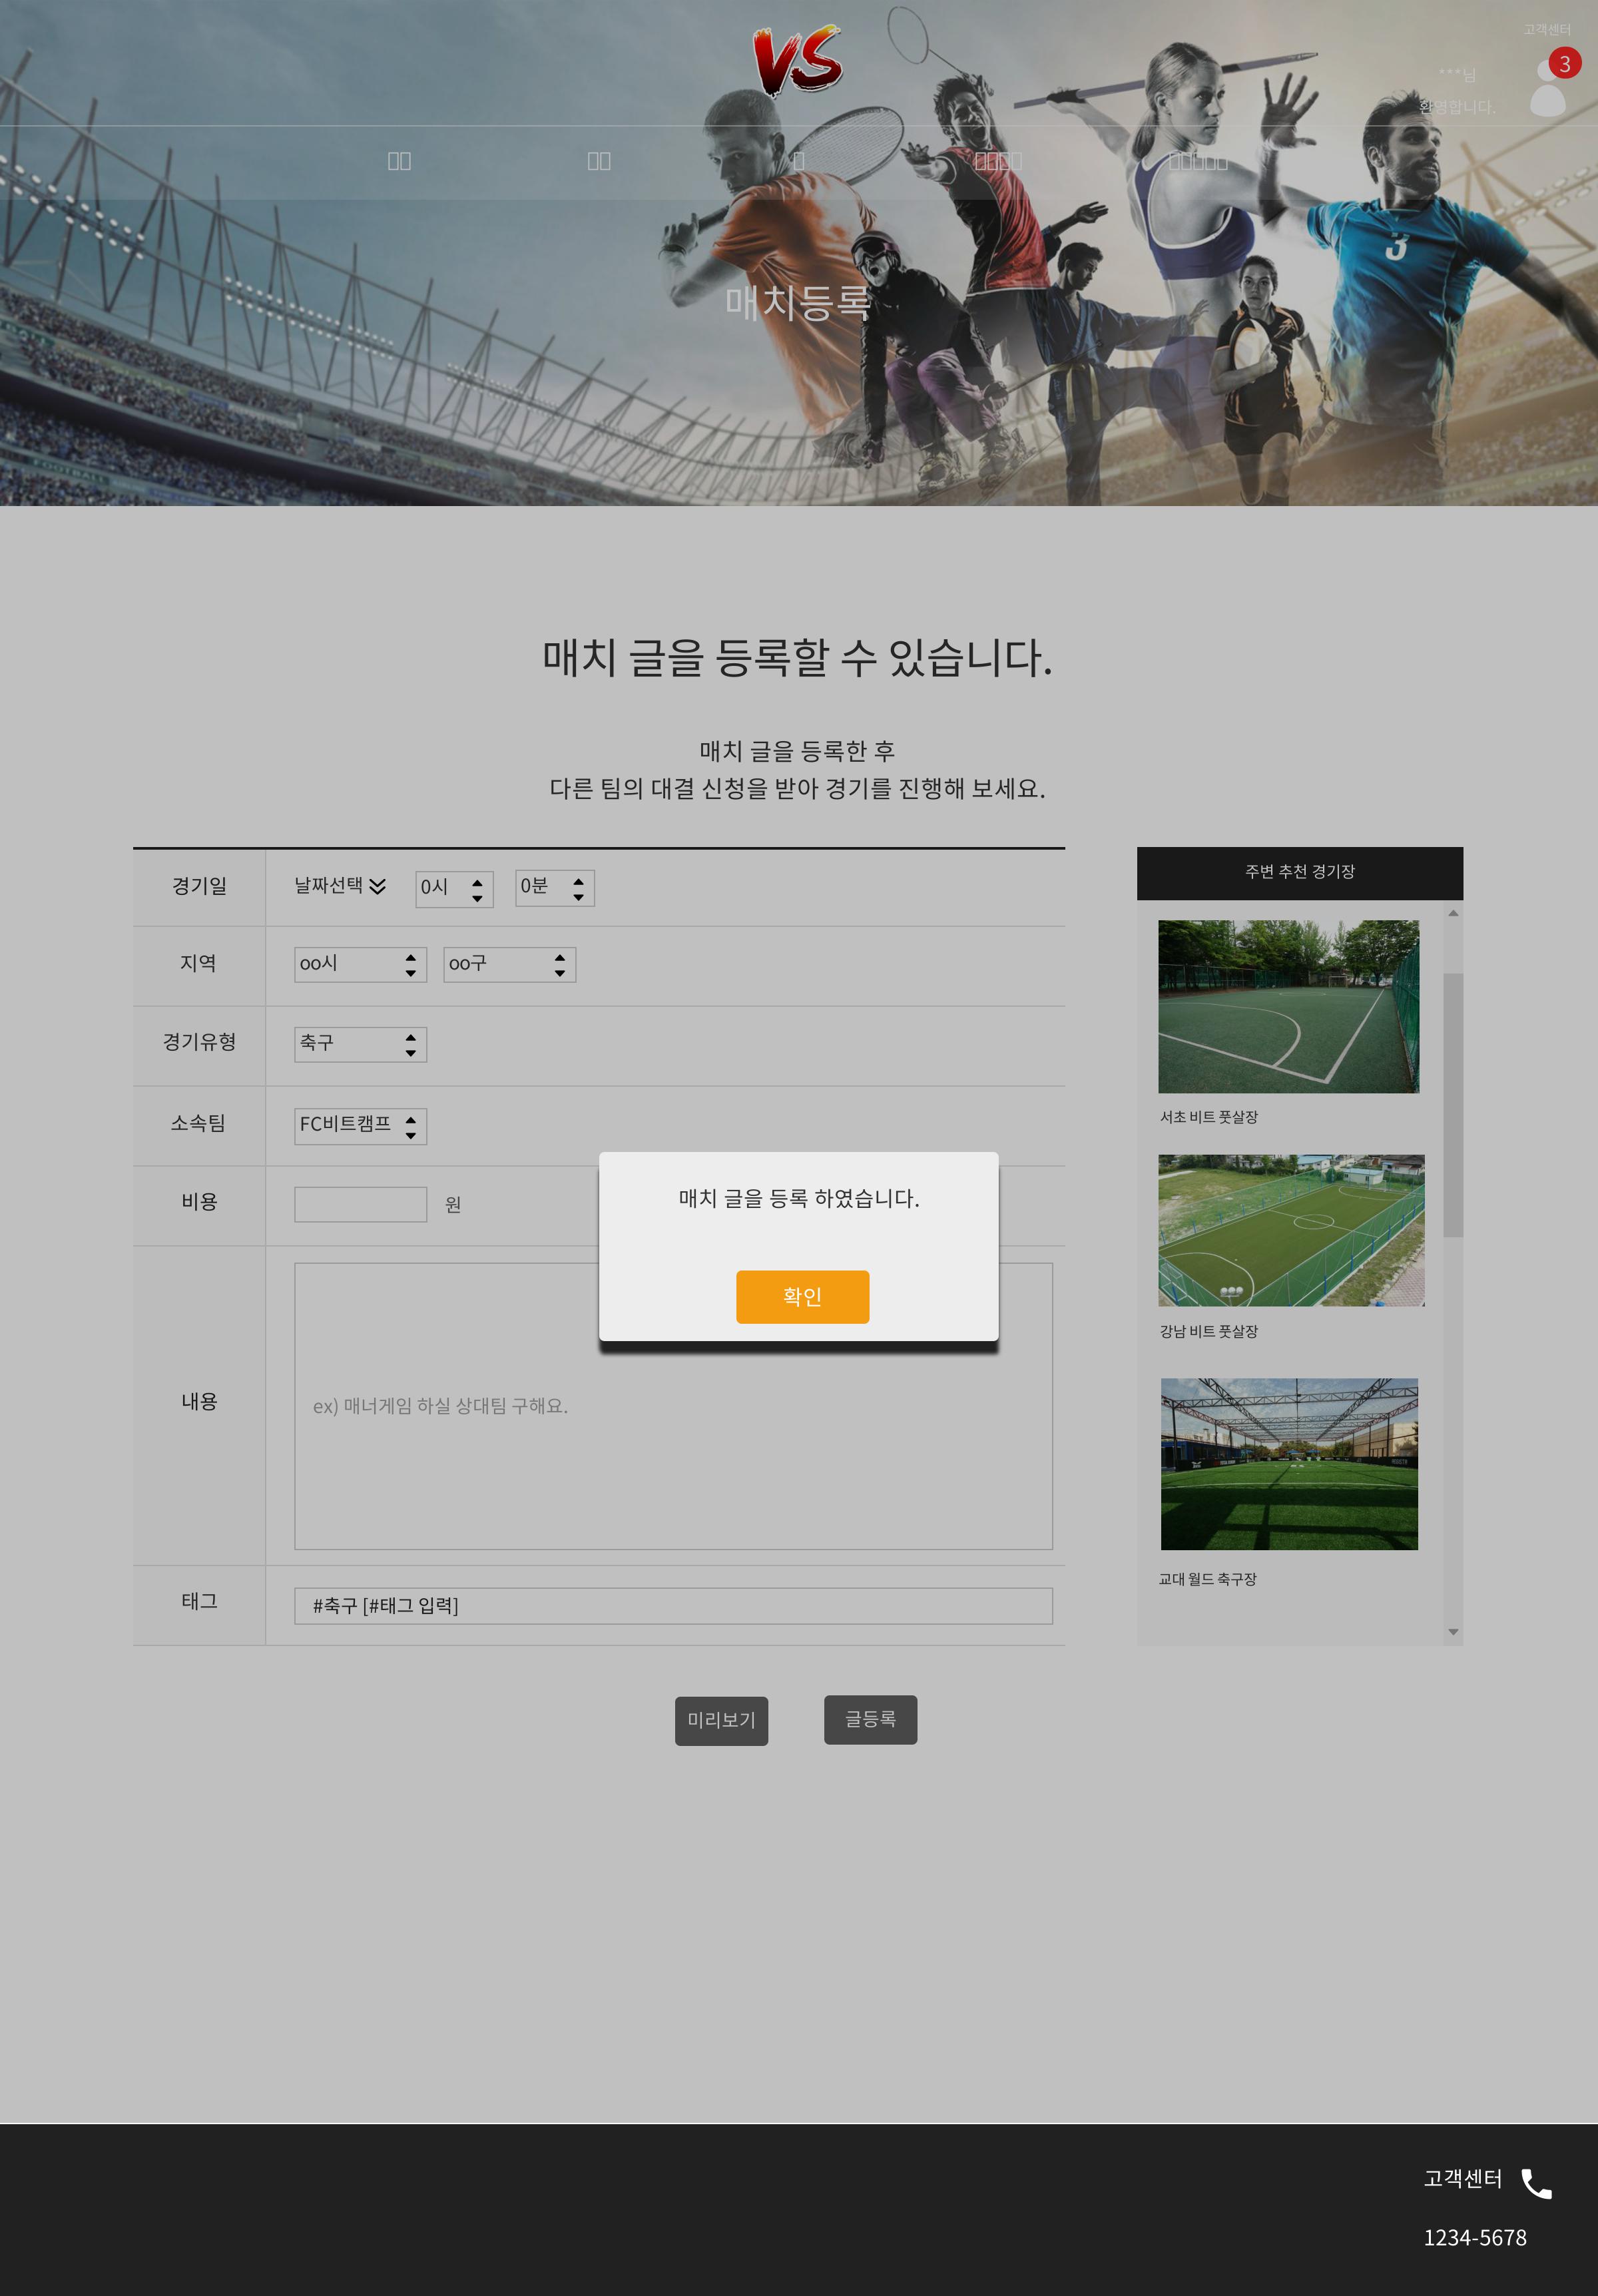 고객센터
VS
3
***님
환영합니다.
매치등록
3
매치 글을 등록할 수 있습니다.
매치 글을 등록한 후
다른 팀의 대결 신청을 받아 경기를 진행해 보세요.
경기일
날짜선택
0시
0분
지역
oo시
oo구
경기유형
축구
소속팀
FC비트캠프
비용
원
내용
ex) 매너게임 하실 상대팀 구해요.
태그
#축구 [#태그 입력]
주변 추천 경기장
서초 비트 풋살장
강남 비트 풋살장
교대 월드 축구장
매치 글을 등록 하였습니다.
확인
미리보기
글등록
고객센터
1234-5678